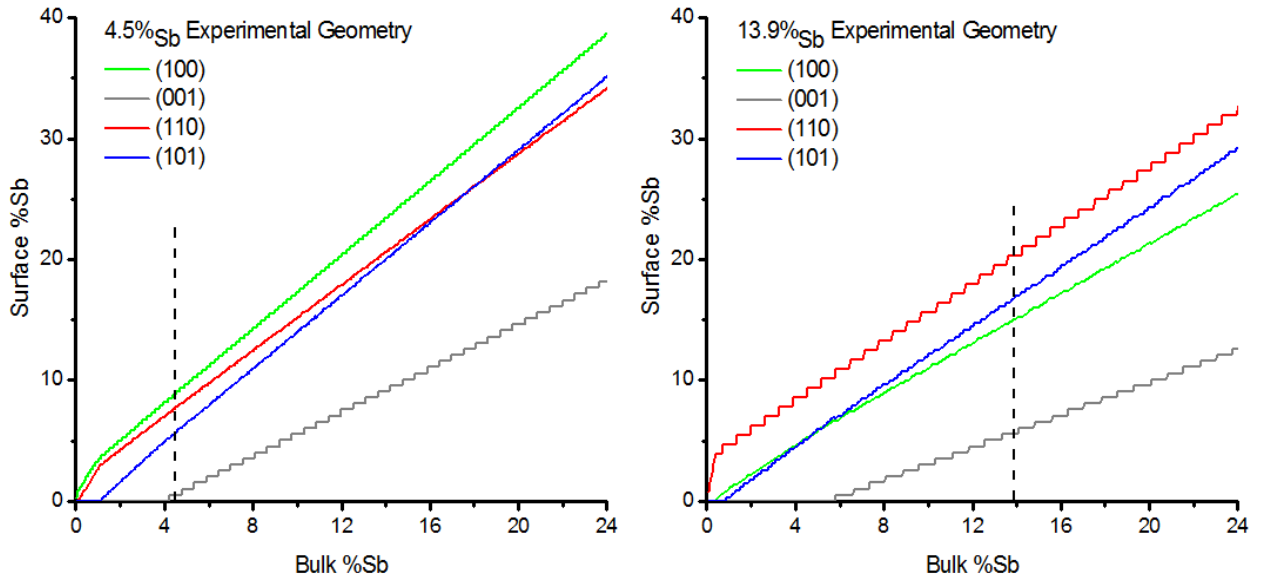 4.5%Sb Experimental Geometry
(100)
(001)
(110)
(101)
40
30
20
10
0
Surface %Sb
0 4 8 12 16 20 24
Bulk %Sb
13.9%Sb Experimental Geometry
(100)
(001)
(110)
(101)
40
30
20
10
0
Surface %Sb
0 4 8 12 16 20 24
Bulk %Sb